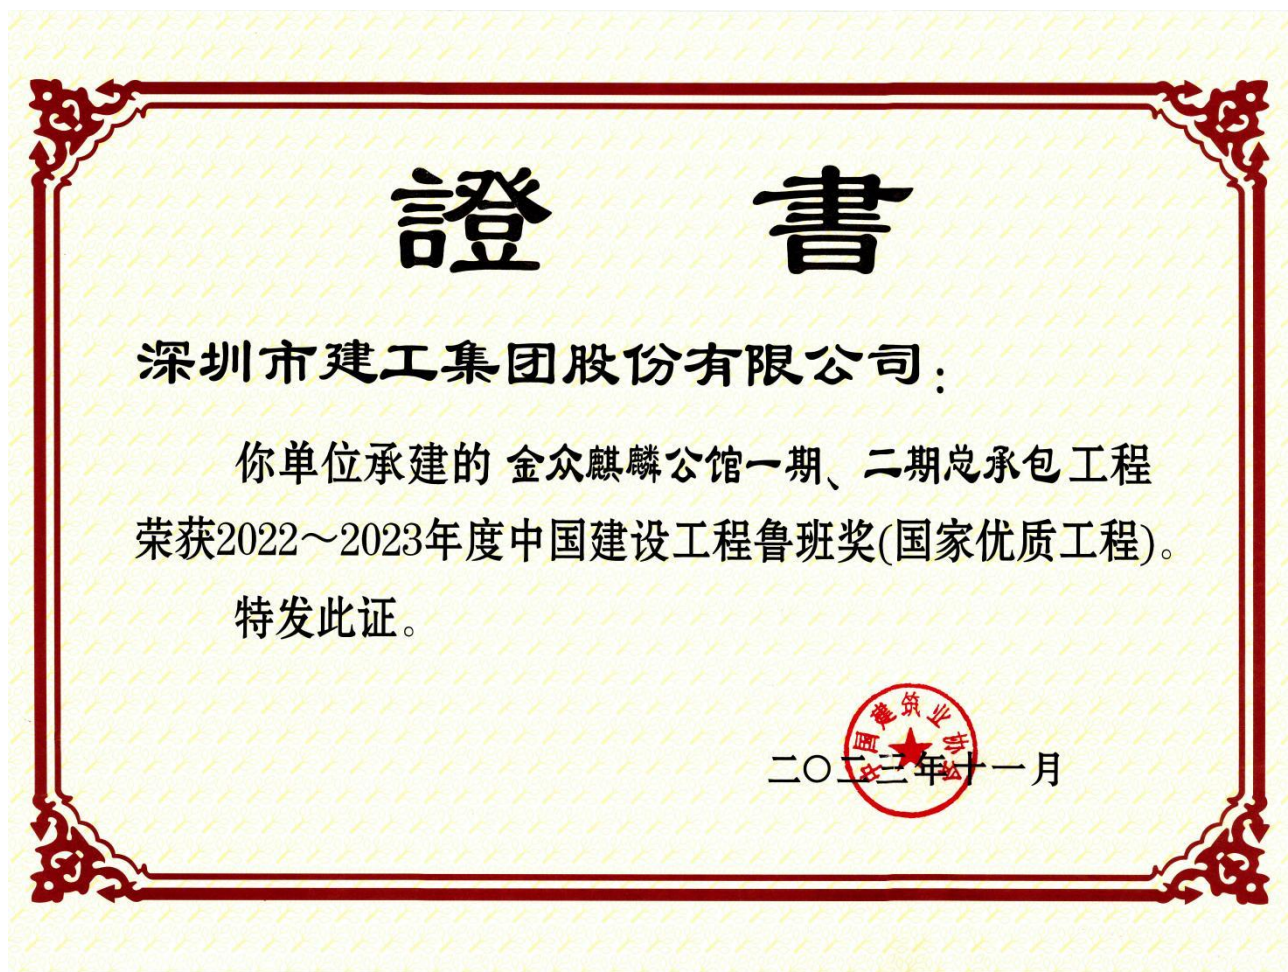 證 書
深圳市建工集团股份有限公司：
你单位承建的 金众麒麟公馆一期、二期总承包工程
荣获2022～2023年度中国建设工程鲁班奖(国家优质工程)。
特发此证。
中国建筑业协会
二〇二三年十一月